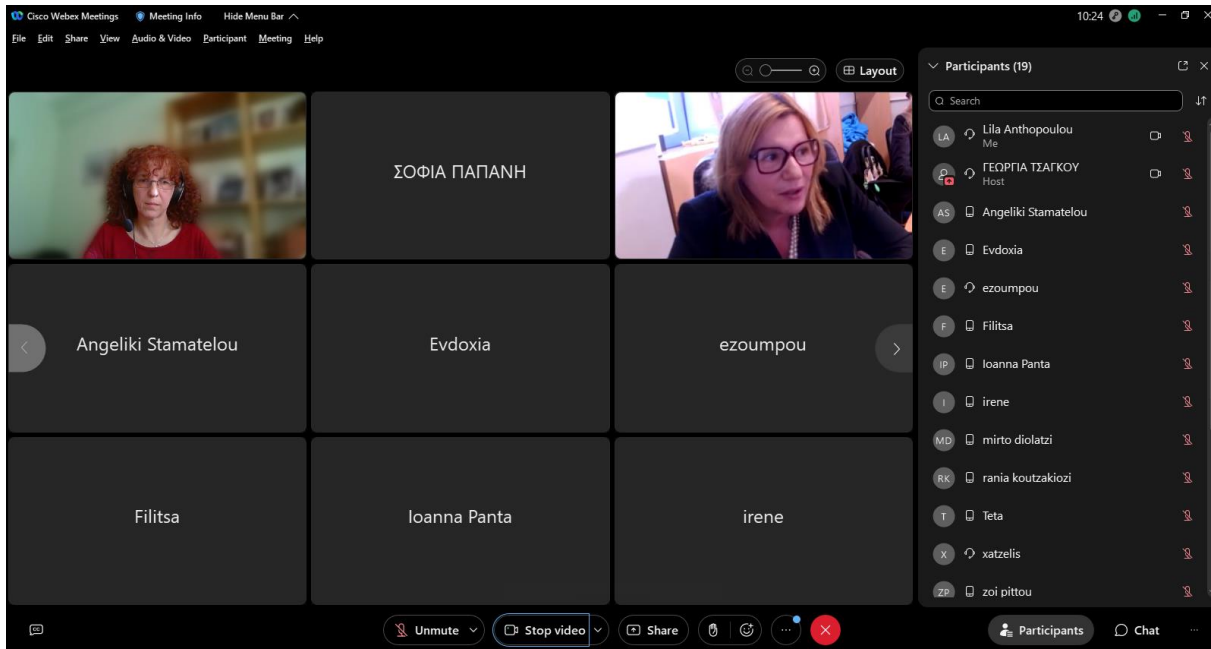 Cisco Webex Meetings Meeting Info Hide Menu Bar
10:24
File Edit Share View Audio & Video Participant Meeting Help
Layout
ΣΟΦΙΑ ΠΑΠΑΝΗ
Angeliki Stamatelou
Evdoxia
ezoumpou
Filitsa
Ioanna Panta
irene
Participants (19)
Search
LA Lila Anthopoulou
Me
ΓΕΩΡΓΙΑ ΤΣΑΓΚΟΥ
Host
AS Angeliki Stamatelou
E Evdoxia
E ezoumpou
F Filitsa
IP Ioanna Panta
I irene
MD mirto diolatzi
RK rania koutzakiozi
T Teta
X xatzelis
ZP zoi pittou
CC
Unmute Stop video Share
Participants Chat